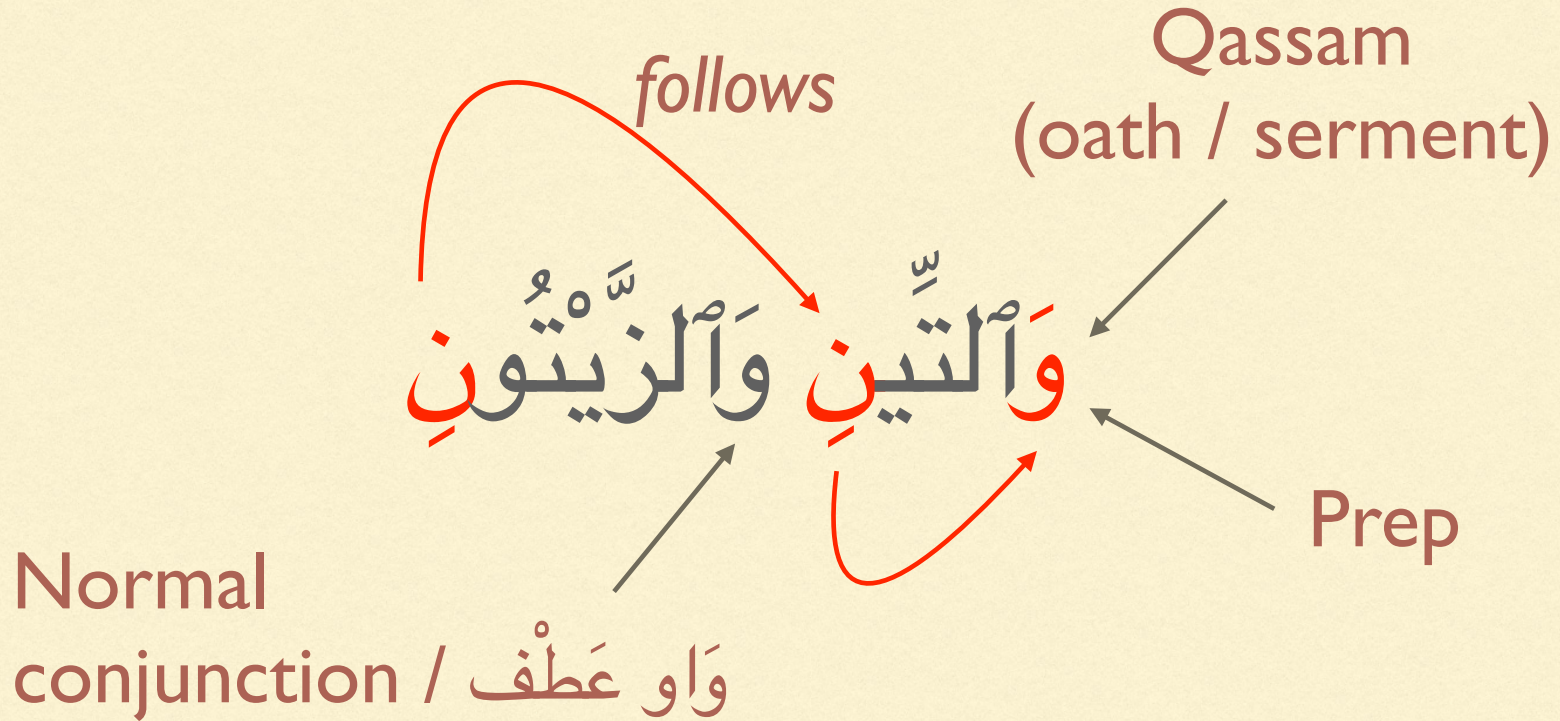 Qassam
(oath / serment)
follows
وَٱلتِّينِ وَٱلزَّيْتُونِ
Prep
Normal
conjunction / وَاو عَطْف